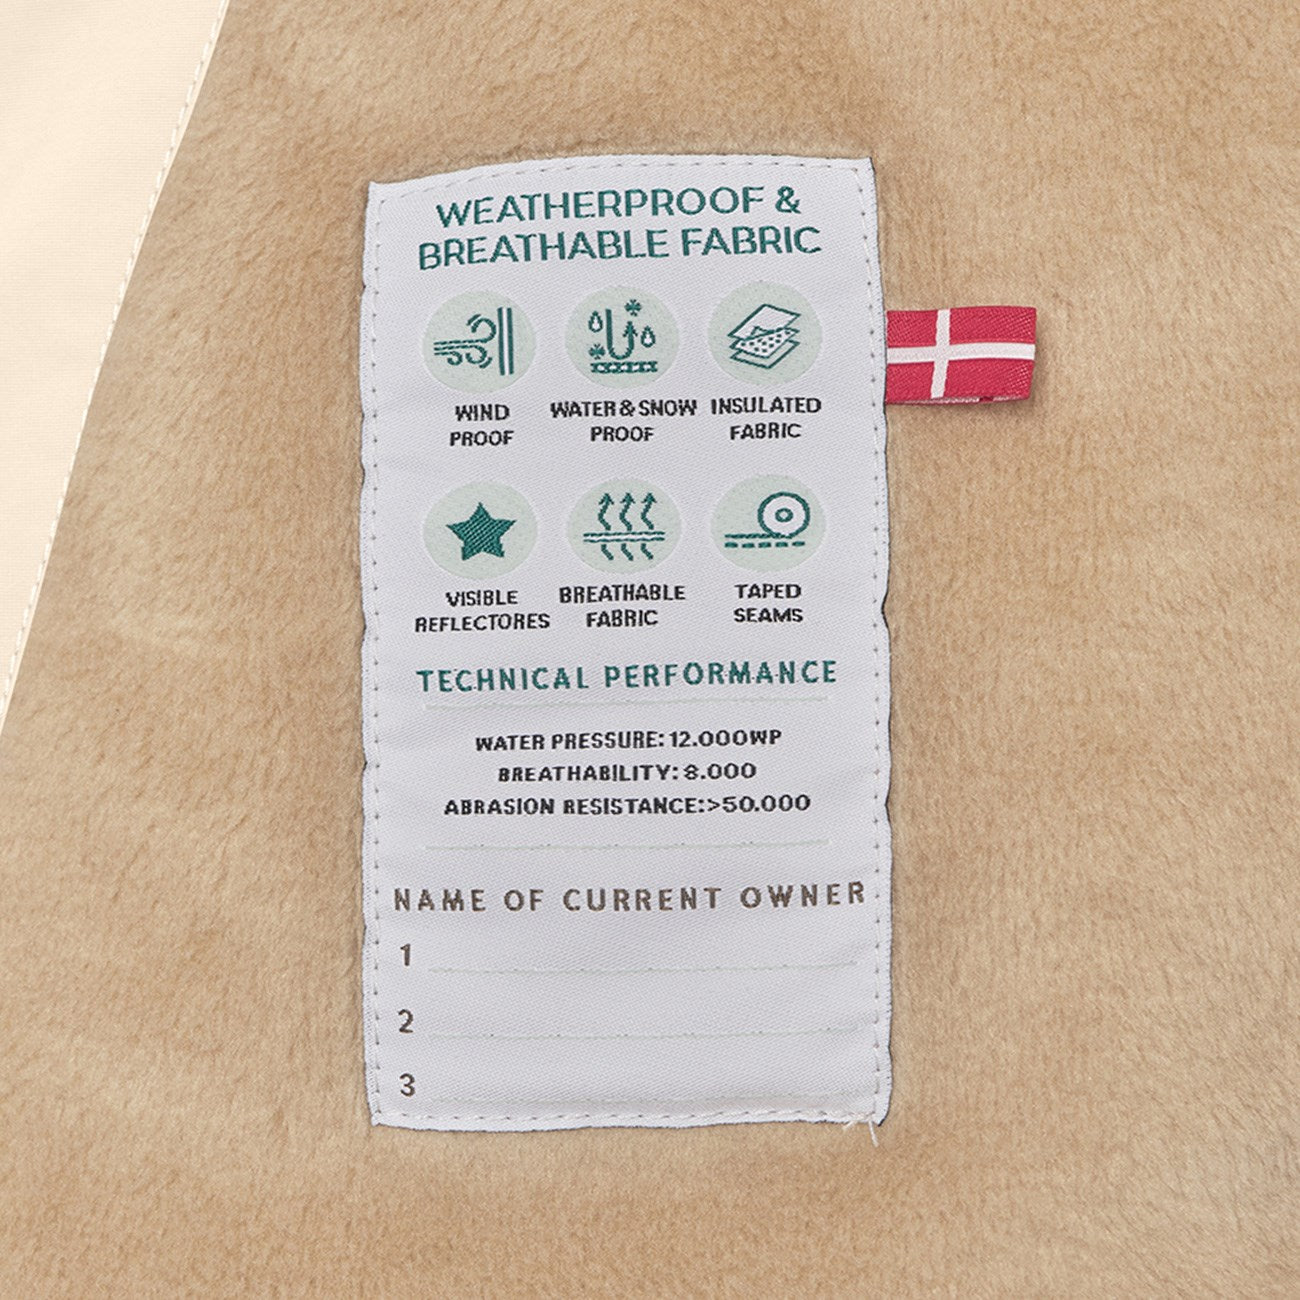 WEATHERPROOF &
BREATHABLE FABRIC
WIND
PROOF
WATER & SNOW
PROOF
INSULATED
FABRIC
VISIBLE
REFLECTORES
BREATHABLE
FABRIC
TAPED
SEAMS
TECHNICAL PERFORMANCE
WATER PRESSURE: 12.000WP
BREATHABILITY: 8.000
ABRASION RESISTANCE:>50.000
NAME OF CURRENT OWNER
1
2
3